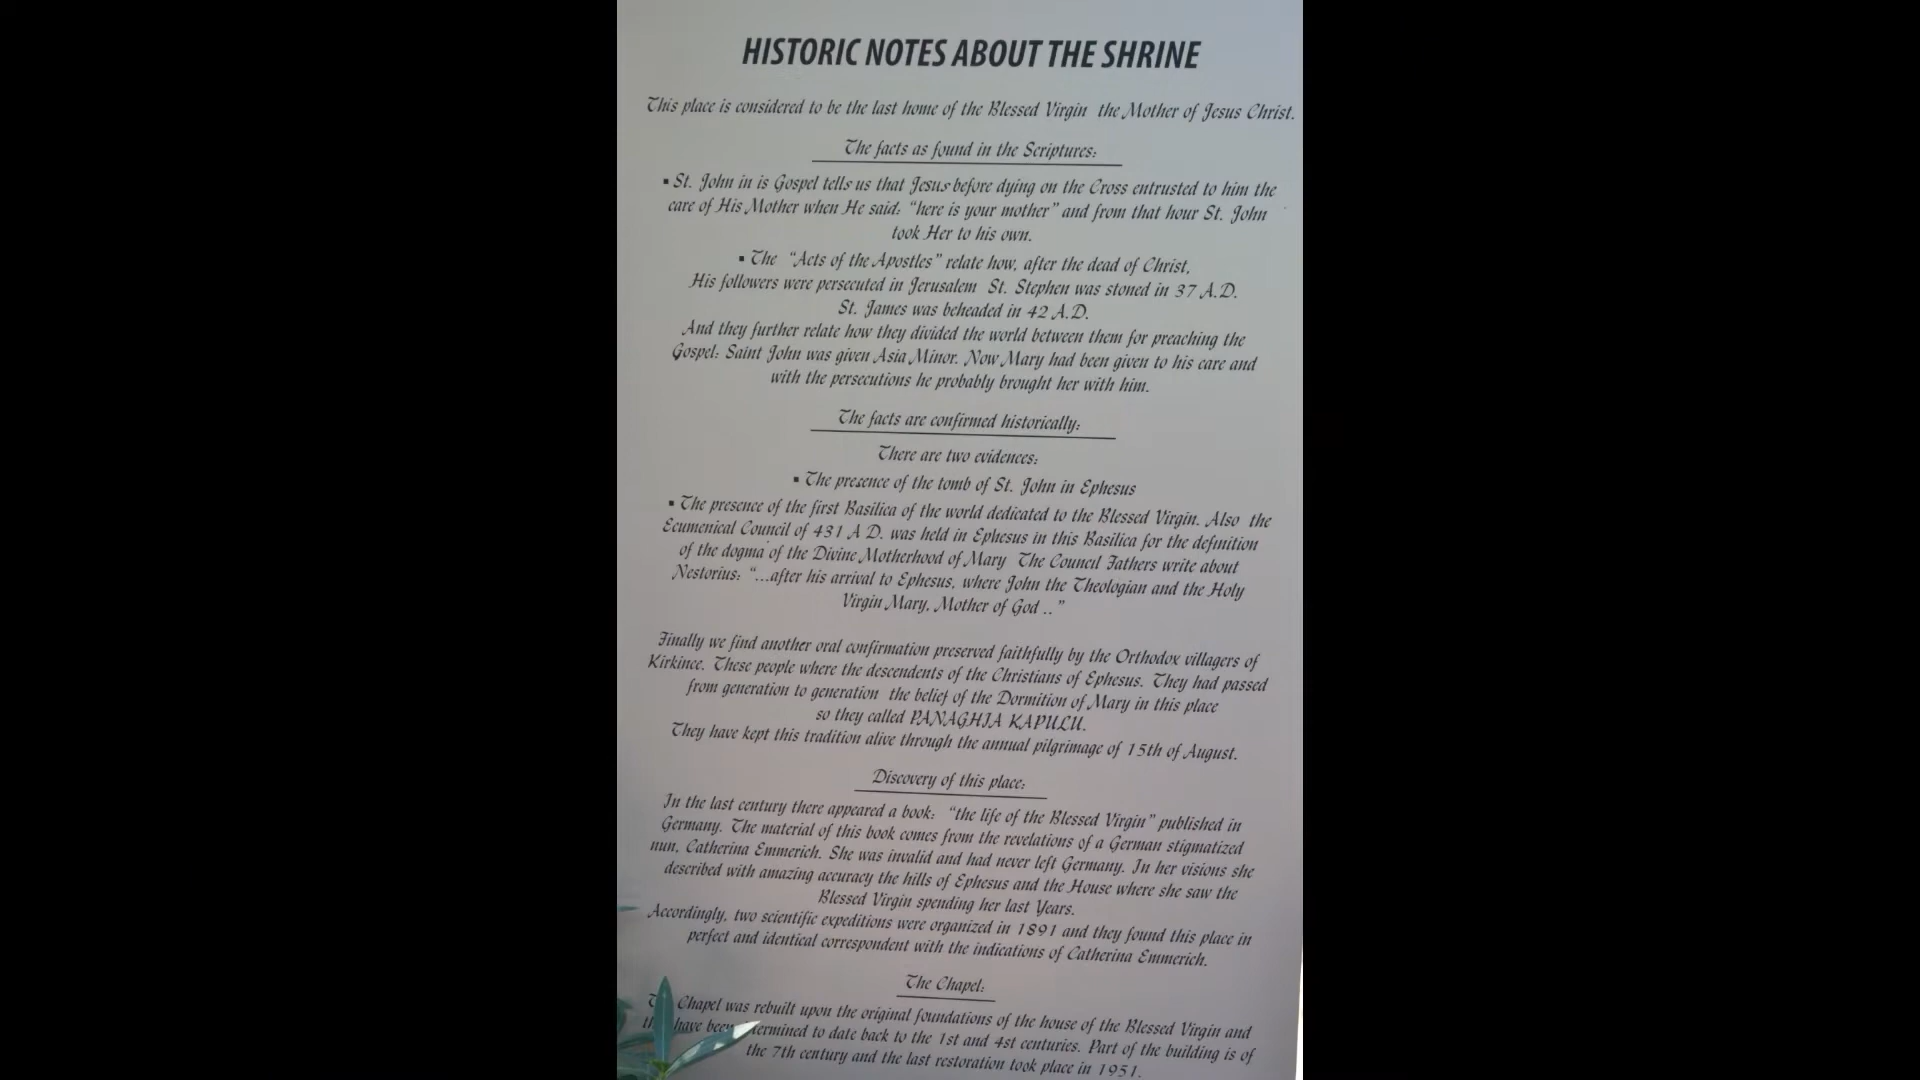 HISTORIC NOTES ABOUT THE SHRINE
This place is considered to be the last home of the Blessed Virgin the Mother of Jesus Christ.
The facts as found in the Scriptures:
▪ St. John in is Gospel tells us that Jesus before dying on the Cross entrusted to him the
care of His Mother when He said: "here is your mother" and from that hour St. John
took Her to his own.
▪ The "Acts of the Apostles" relate how, after the dead of Christ,
His followers were persecuted in Jerusalem St. Stephen was stoned in 37 A.D.
St. James was beheaded in 42 A.D.
And they further relate how they divided the world between them for preaching the
Gospel: Saint John was given Asia Minor. Now Mary had been given to his care and
with the persecutions he probably brought her with him.
The facts are confirmed historically:
There are two evidences:
▪ The presence of the tomb of St. John in Ephesus
▪ The presence of the first Basilica of the world dedicated to the Blessed Virgin. Also the
Ecumenical Council of 431 A D. was held in Ephesus in this Basilica for the definition
of the dogma of the Divine Motherhood of Mary The Council Fathers write about
Nestorius: "...after his arrival to Ephesus, where John the Theologian and the Holy
Virgin Mary, Mother of God .."
Finally we find another oral confirmation preserved faithfully by the Orthodox villagers of
Kirkince. These people where the descendents of the Christians of Ephesus. They had passed
from generation to generation the belief of the Dormition of Mary in this place
so they called PANAGHIA KAPULU.
They have kept this tradition alive through the annual pilgrimage of 15th of August.
Discovery of this place:
In the last century there appeared a book: "the life of the Blessed Virgin" published in
Germany. The material of this book comes from the revelations of a German stigmatized
nun, Catherina Emmerich. She was invalid and had never left Germany. In her visions she
described with amazing accuracy the hills of Ephesus and the House where she saw the
Blessed Virgin spending her last Years.
Accordingly, two scientific expeditions were organized in 1891 and they found this place in
perfect and identical correspondent with the indications of Catherina Emmerich.
The Chapel:
Chapel was rebuilt upon the original foundations of the house of the Blessed Virgin and
have been to date back to the 1st and 4st centuries. Part of the building is of
the 7th century and the last restoration took place in 1951.